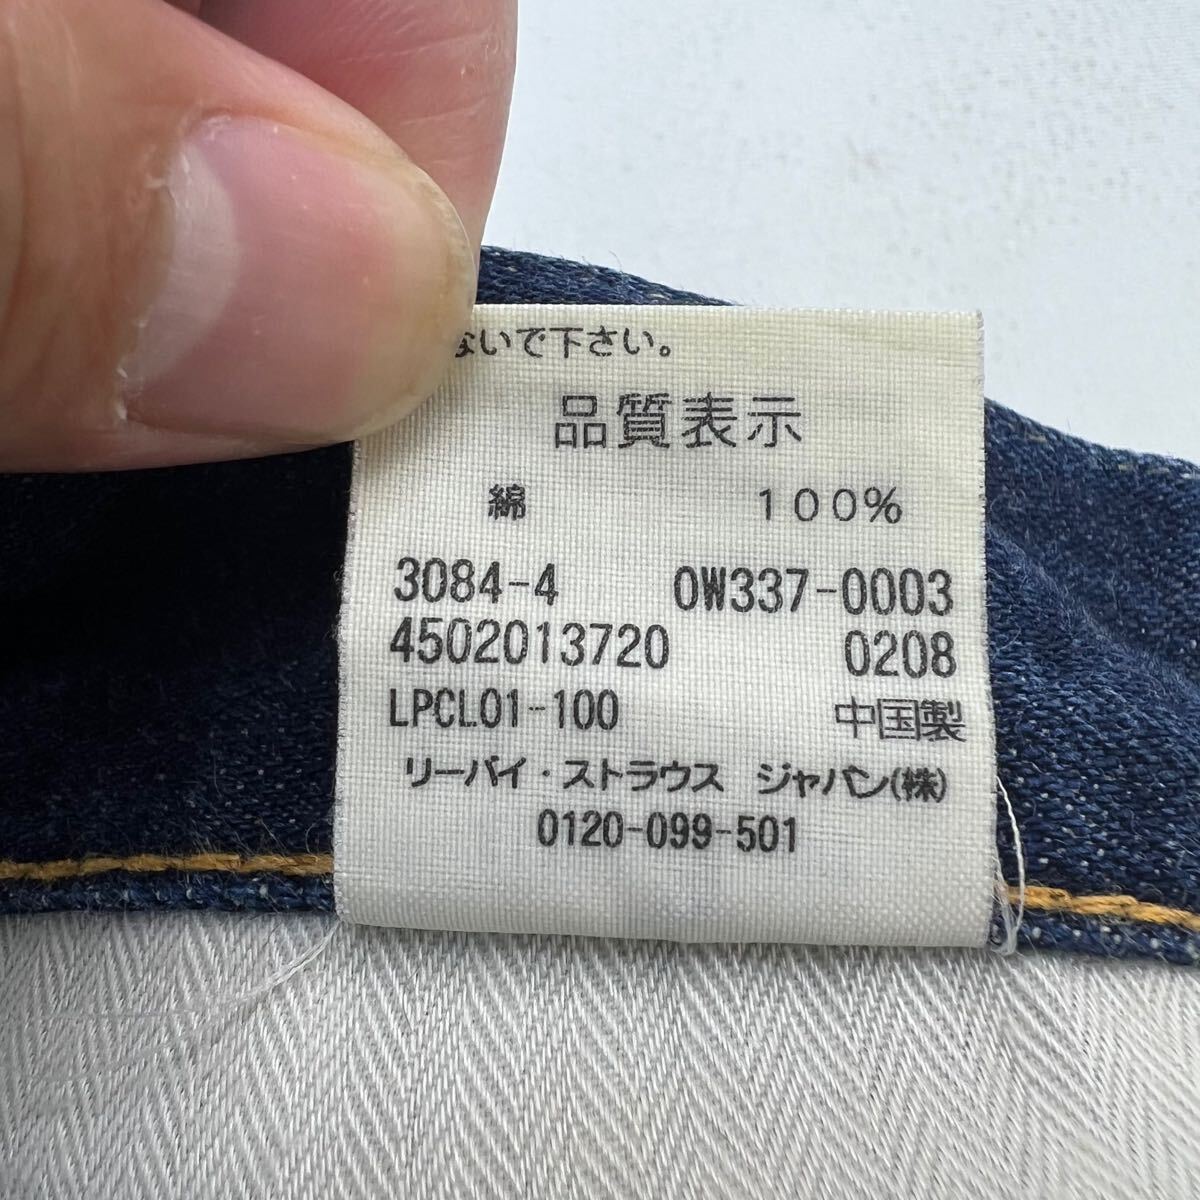 ないで下さい。
品質表示
綿 100%
3084-4 0W337-0003
4502013720 0208
LPCL01-100 中国製
リーバイ・ストラウス ジャパン(株)
0120-099-501